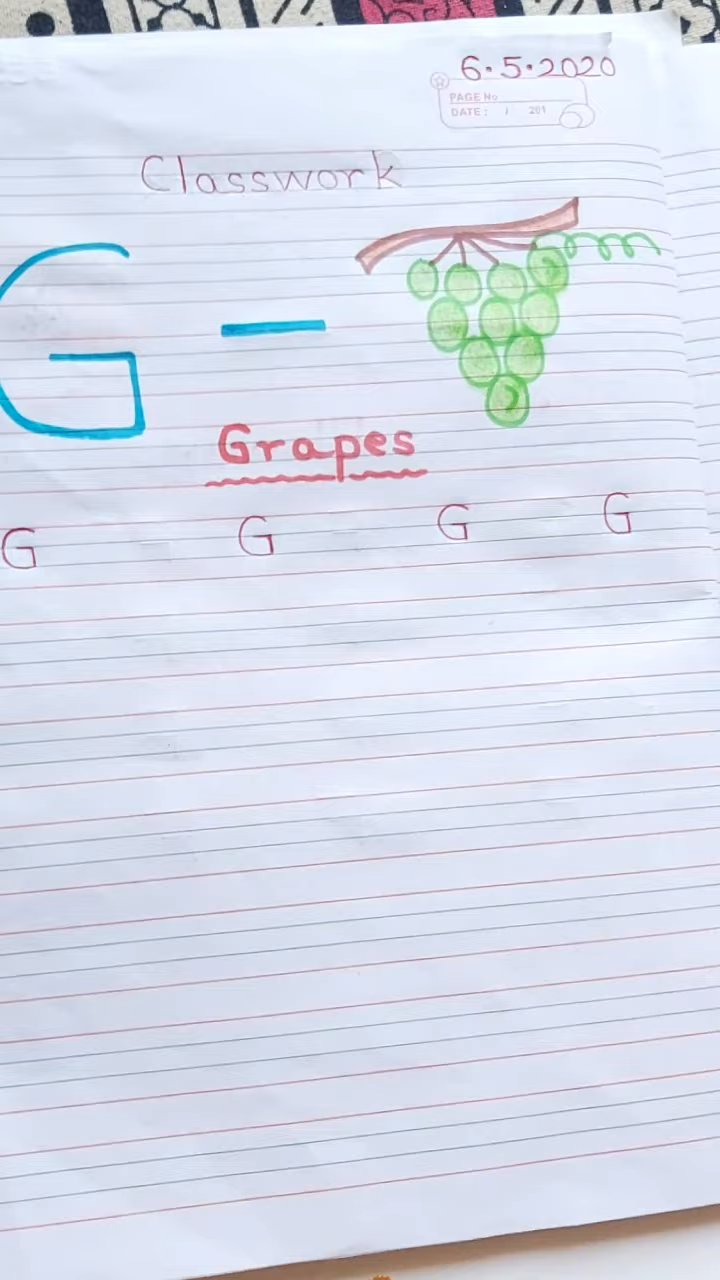 6.5.2020
PAGE No
DATE : / 201
Classwork
G -
Grapes
G G G G